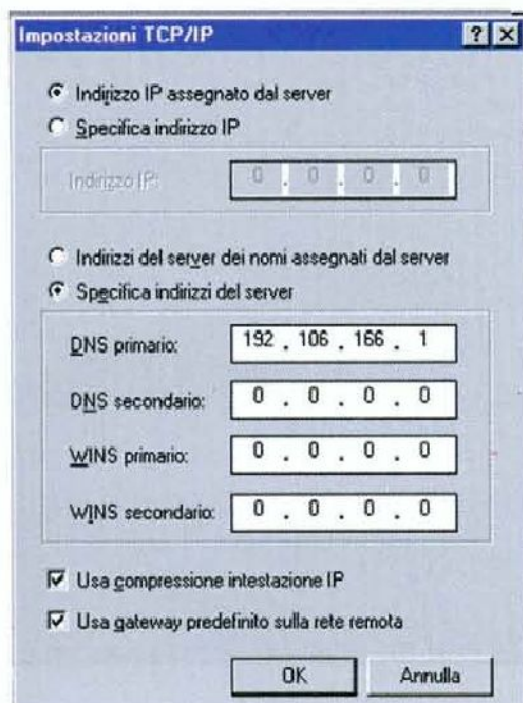 Impostazioni TCP/IP
Indirizzo IP assegnato dal server
Specifica indirizzo IP
Indirizzo IP: 0 . 0 . 0 . 0
Indirizzi del server dei nomi assegnati dal server
Specifica indirizzi del server
DNS primario: 192 . 106 . 166 . 1
DNS secondario: 0 . 0 . 0 . 0
WINS primario: 0 . 0 . 0 . 0
WINS secondario: 0 . 0 . 0 . 0
Usa compressione intestazione IP
Usa gateway predefinito sulla rete remota
OK Annulla